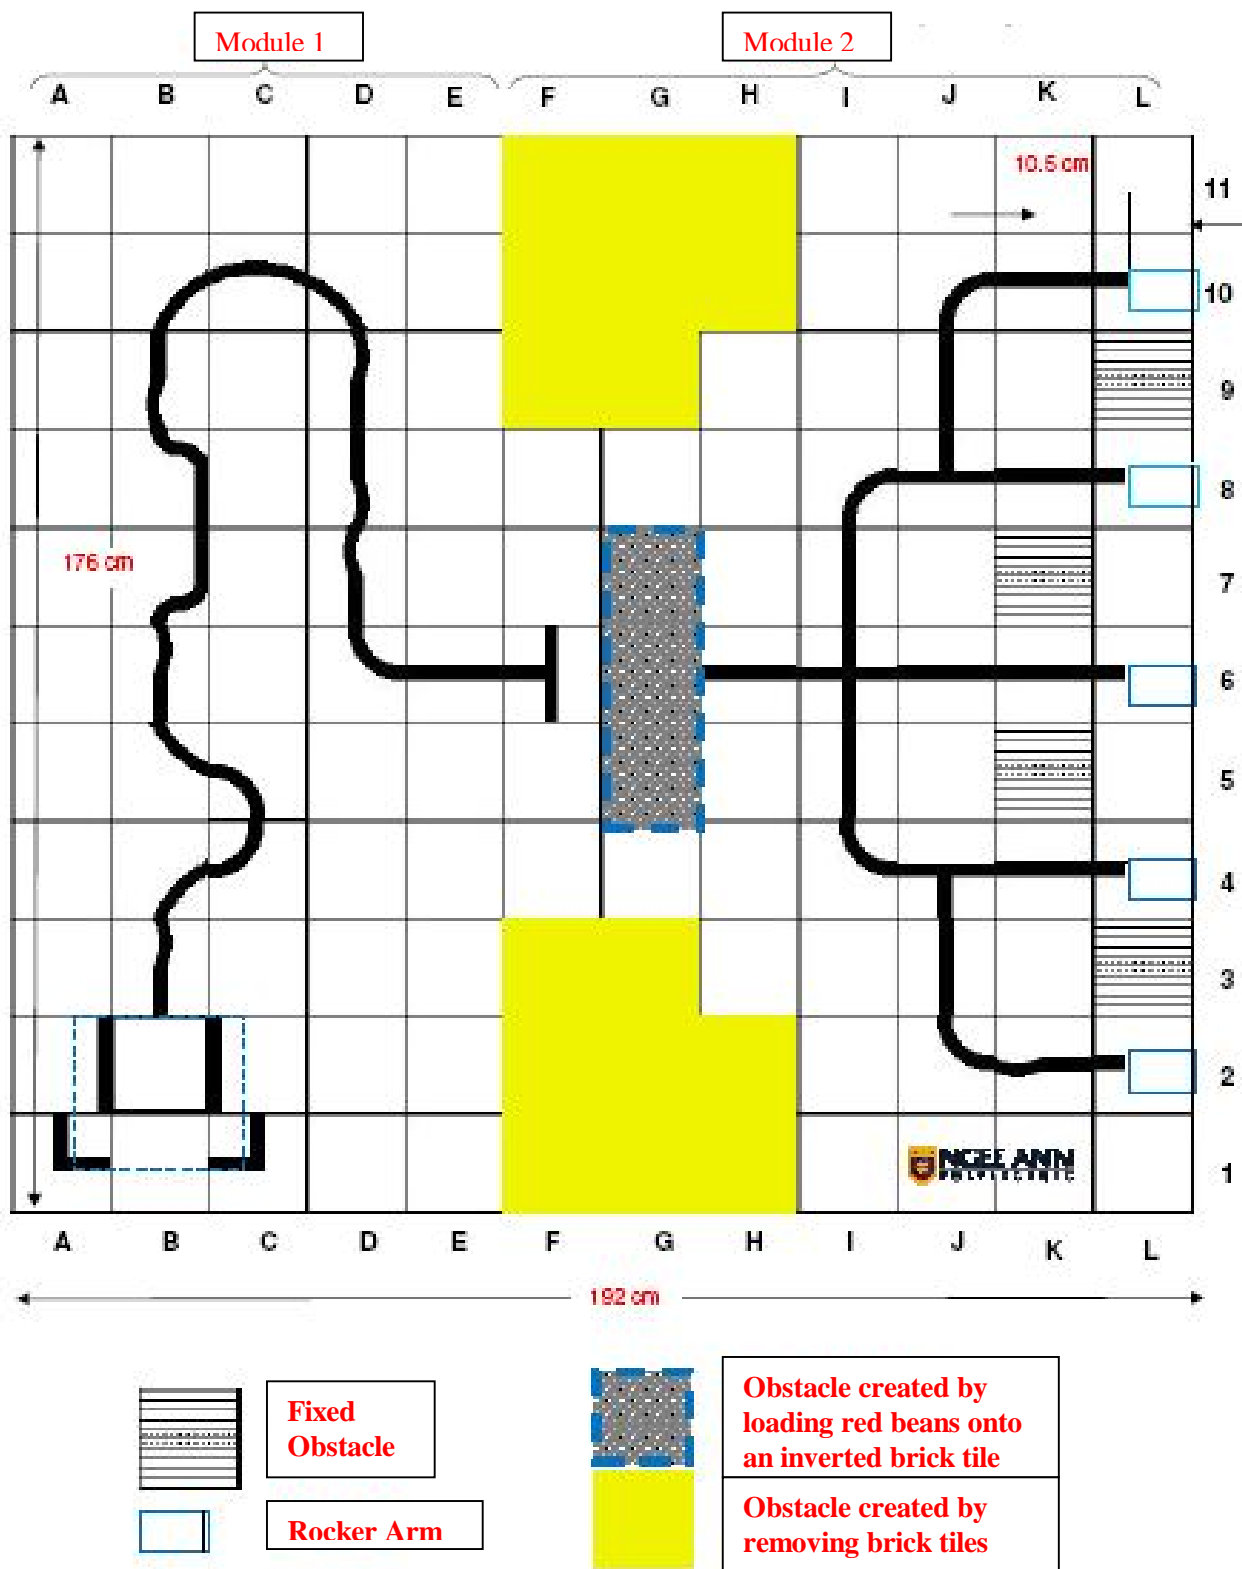 Module 1 Module 2
A B C D E F G H I J K L
10.5 cm
11
10
9
8
176 cm
7
6
5
4
3
2
NGEE ANN
POLYTECHNIC
1
A B C D E F G H I J K L
192 cm
Fixed
Obstacle
Rocker Arm
Obstacle created by
loading red beans onto
an inverted brick tile
Obstacle created by
removing brick tiles